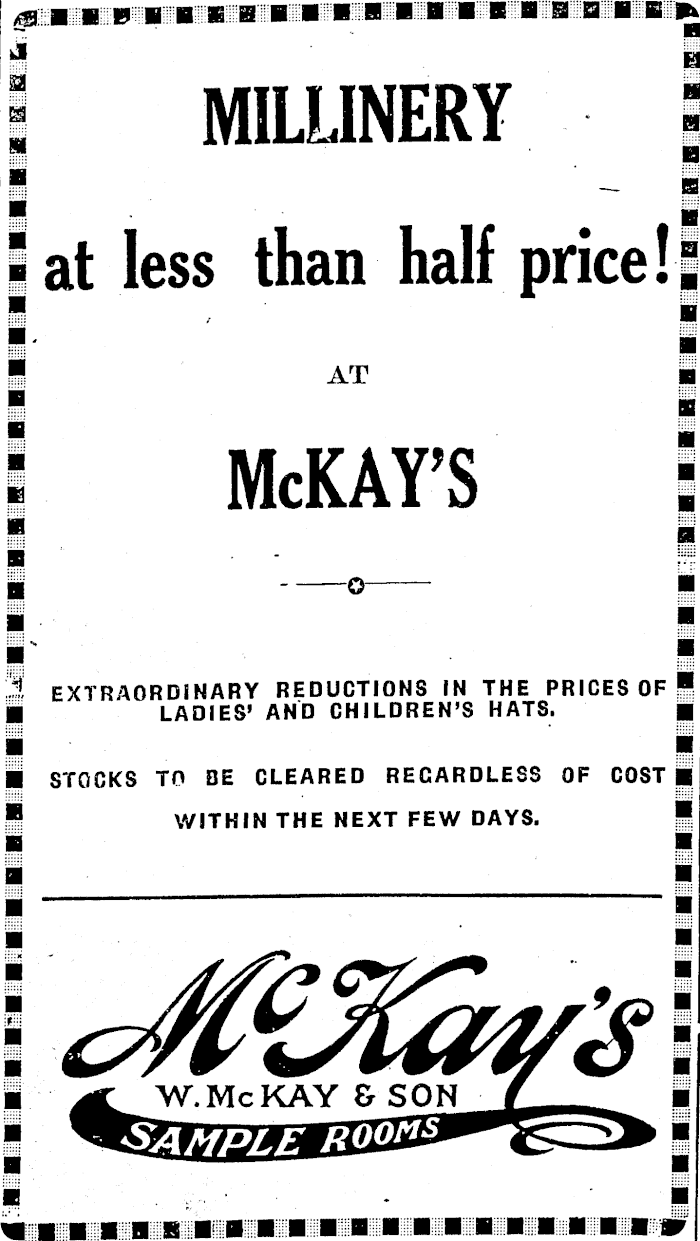 MILLINERY
at less than half price!
AT
McKAY'S
EXTRAORDINARY REDUCTIONS IN THE PRICES OF
LADIES' AND CHILDREN'S HATS.
STOCKS TO BE CLEARED REGARDLESS OF COST
WITHIN THE NEXT FEW DAYS.
McKay's
W. McKAY & SON
SAMPLE ROOMS